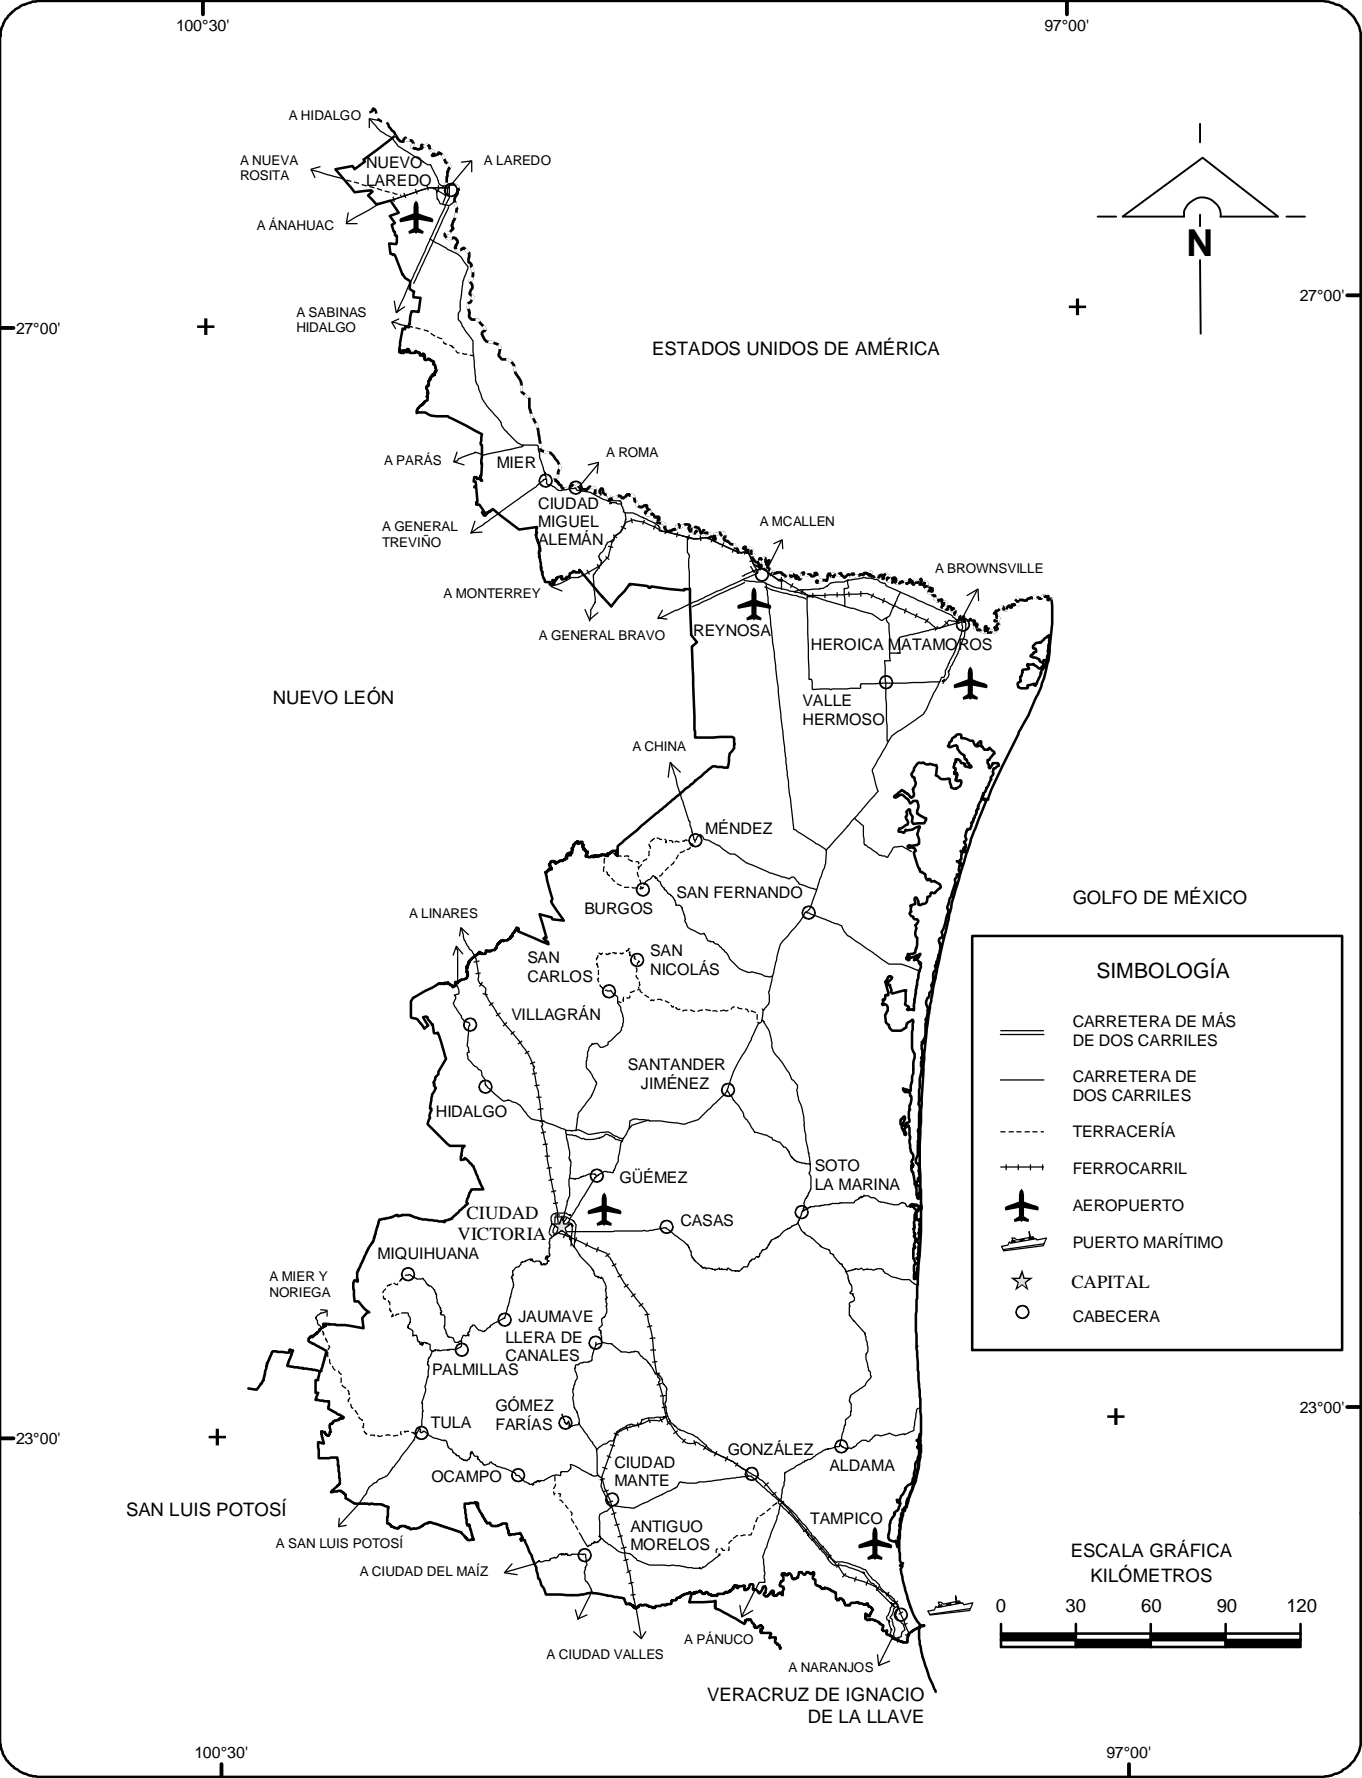 100°30'
97°00'
A HIDALGO
A NUEVA
ROSITA
NUEVO
LAREDO
A LAREDO
A ÁNAHUAC
N
A SABINAS
HIDALGO
27°00'
27°00'
ESTADOS UNIDOS DE AMÉRICA
A PARÁS
MIER
A ROMA
CIUDAD
MIGUEL
ALEMÁN
A GENERAL
TREVIÑO
A MCALLEN
A MONTERREY
A BROWNSVILLE
A GENERAL BRAVO
REYNOSA
HEROICA MATAMOROS
NUEVO LEÓN
VALLE
HERMOSO
A CHINA
MÉNDEZ
BURGOS
SAN FERNANDO
GOLFO DE MÉXICO
A LINARES
SAN
CARLOS
SAN
NICOLÁS
VILLAGRÁN
SANTANDER
JIMÉNEZ
HIDALGO
SIMBOLOGÍA
CARRETERA DE MÁS
DE DOS CARRILES
CARRETERA DE
DOS CARRILES
TERRACERÍA
FERROCARRIL
AEROPUERTO
PUERTO MARÍTIMO
CAPITAL
CABECERA
GÜÉMEZ
SOTO
LA MARINA
CIUDAD
VICTORIA
CASAS
MIQUIHUANA
A MIER Y
NORIEGA
JAUMAVE
LLERA DE
CANALES
PALMILLAS
GÓMEZ
FARÍAS
TULA
23°00'
23°00'
OCAMPO
CIUDAD
MANTE
GONZÁLEZ
ALDAMA
SAN LUIS POTOSÍ
A SAN LUIS POTOSÍ
ANTIGUO
MORELOS
TAMPICO
A CIUDAD DEL MAÍZ
ESCALA GRÁFICA
KILÓMETROS
0 30 60 90 120
A CIUDAD VALLES
A PÁNUCO
A NARANJOS
VERACRUZ DE IGNACIO
DE LA LLAVE
100°30'
97°00'